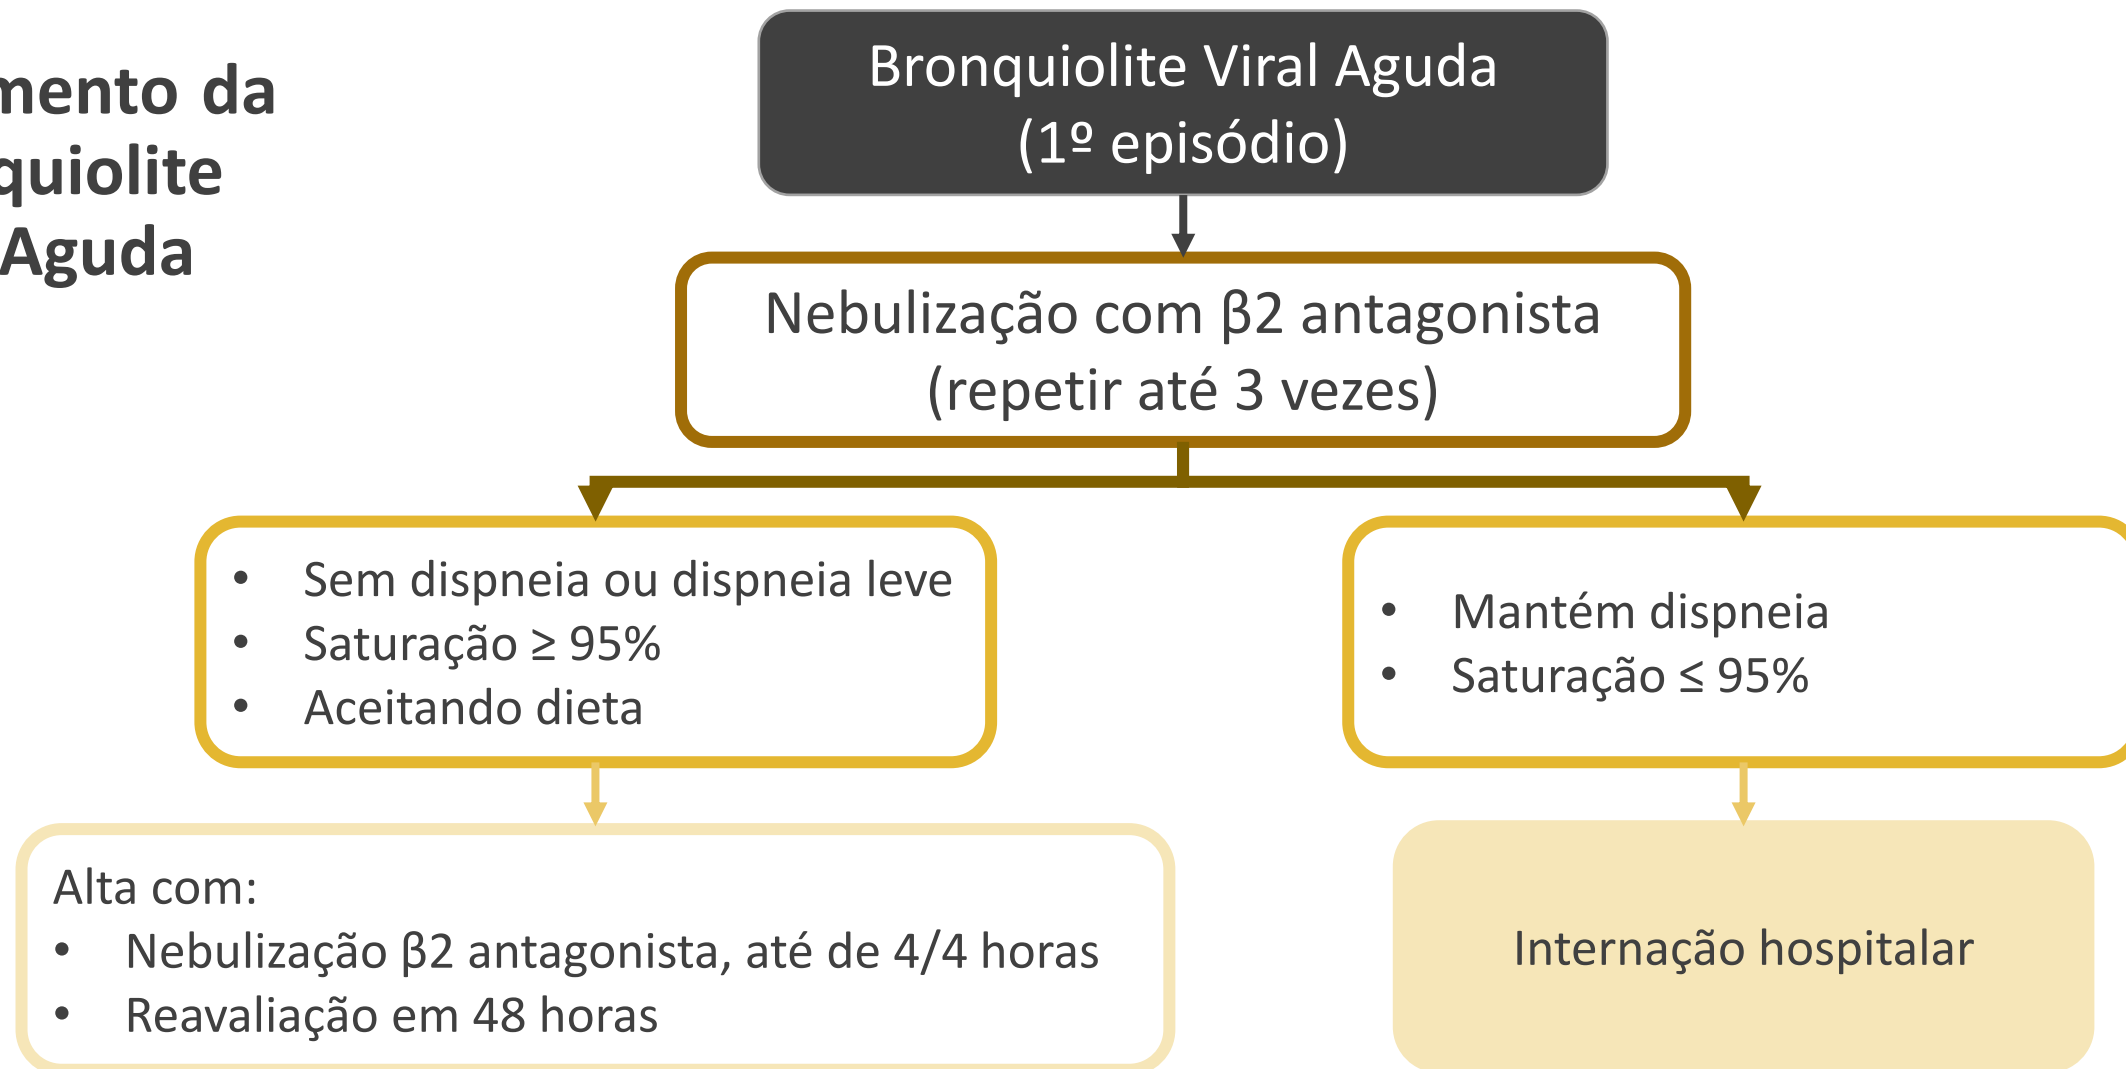 mento da
quiolite
Aguda
Bronquiolite Viral Aguda
(1º episódio)
Nebulização com β2 antagonista
(repetir até 3 vezes)
• Sem dispneia ou dispneia leve
• Saturação ≥ 95%
• Aceitando dieta
• Mantém dispneia
• Saturação ≤ 95%
Alta com:
• Nebulização β2 antagonista, até de 4/4 horas
• Reavaliação em 48 horas
Internação hospitalar